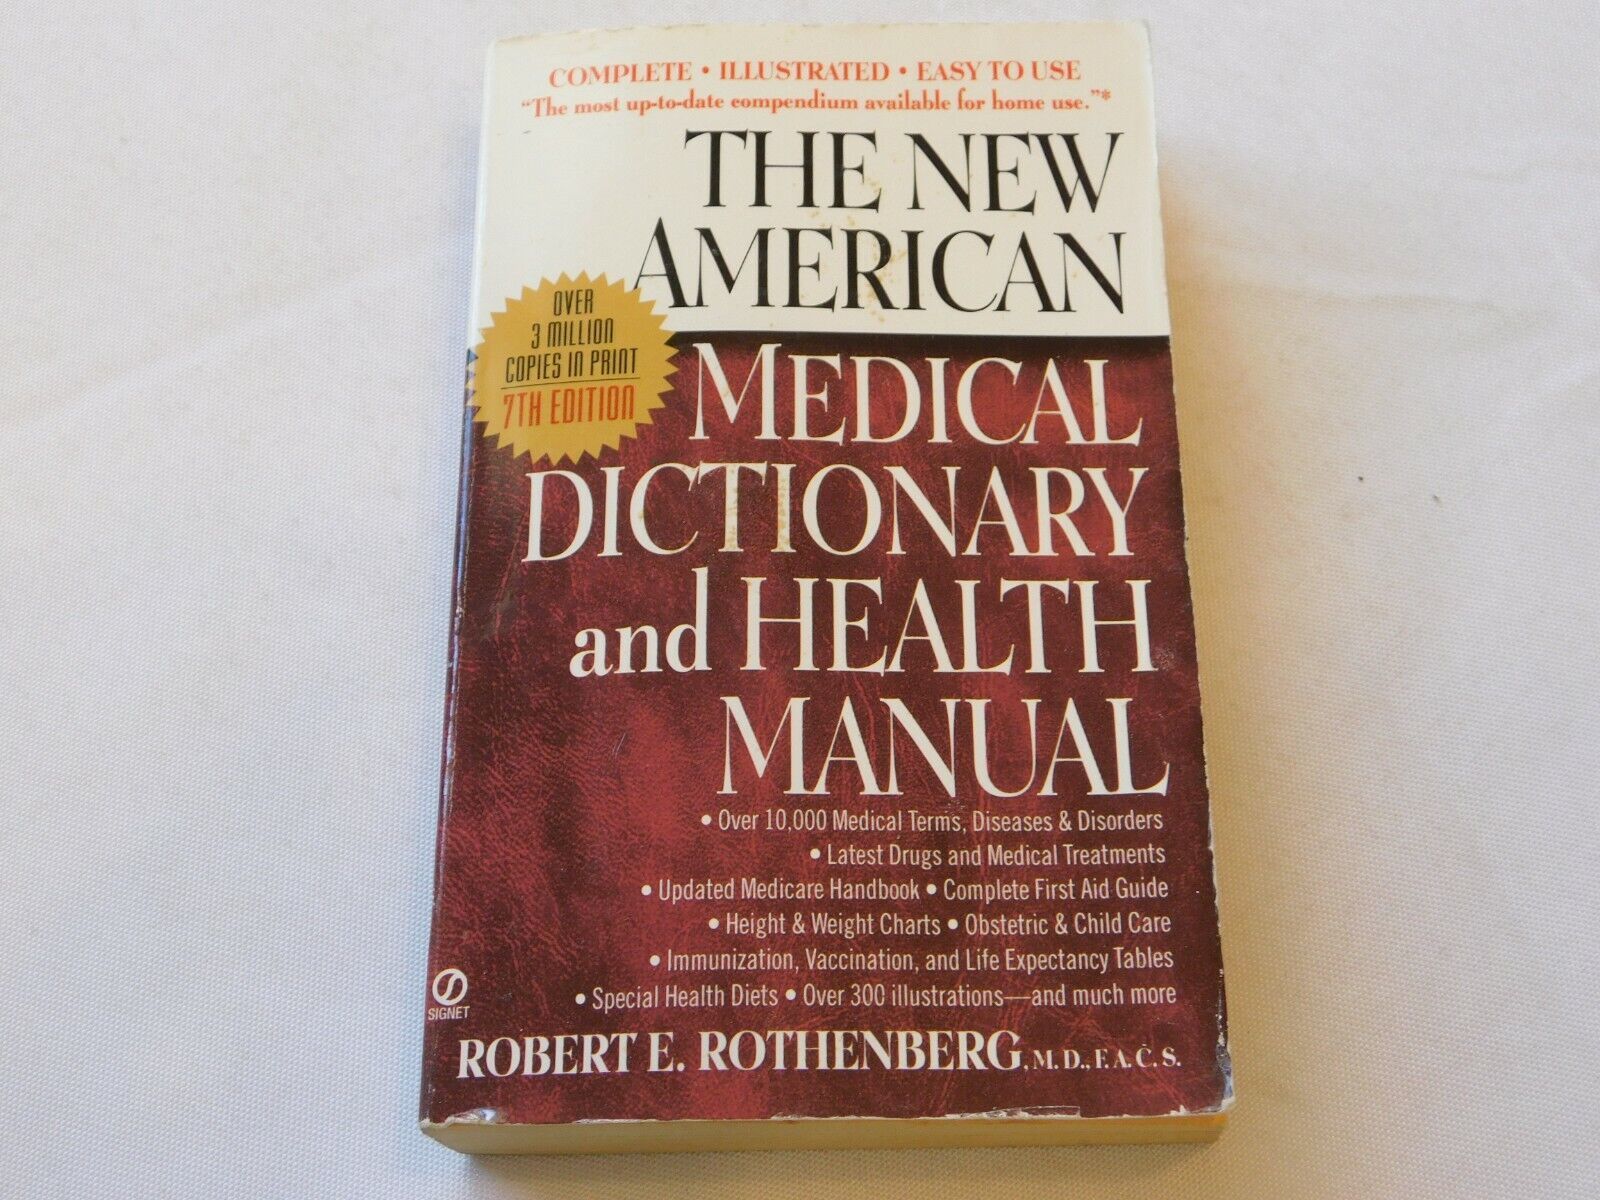 COMPLETE • ILLUSTRATED • EASY TO USE
"The most up-to-date compendium available for home use."*
THE NEW
AMERICAN
OVER
3 MILLION
COPIES IN PRINT
7TH EDITION
MEDICAL
DICTIONARY
and HEALTH
MANUAL
• Over 10,000 Medical Terms, Diseases & Disorders
• Latest Drugs and Medical Treatments
• Updated Medicare Handbook • Complete First Aid Guide
• Height & Weight Charts • Obstetric & Child Care
• Immunization, Vaccination, and Life Expectancy Tables
• Special Health Diets • Over 300 illustrations—and much more
SIGNET
ROBERT E. ROTHENBERG, M.D., F.A.C.S.